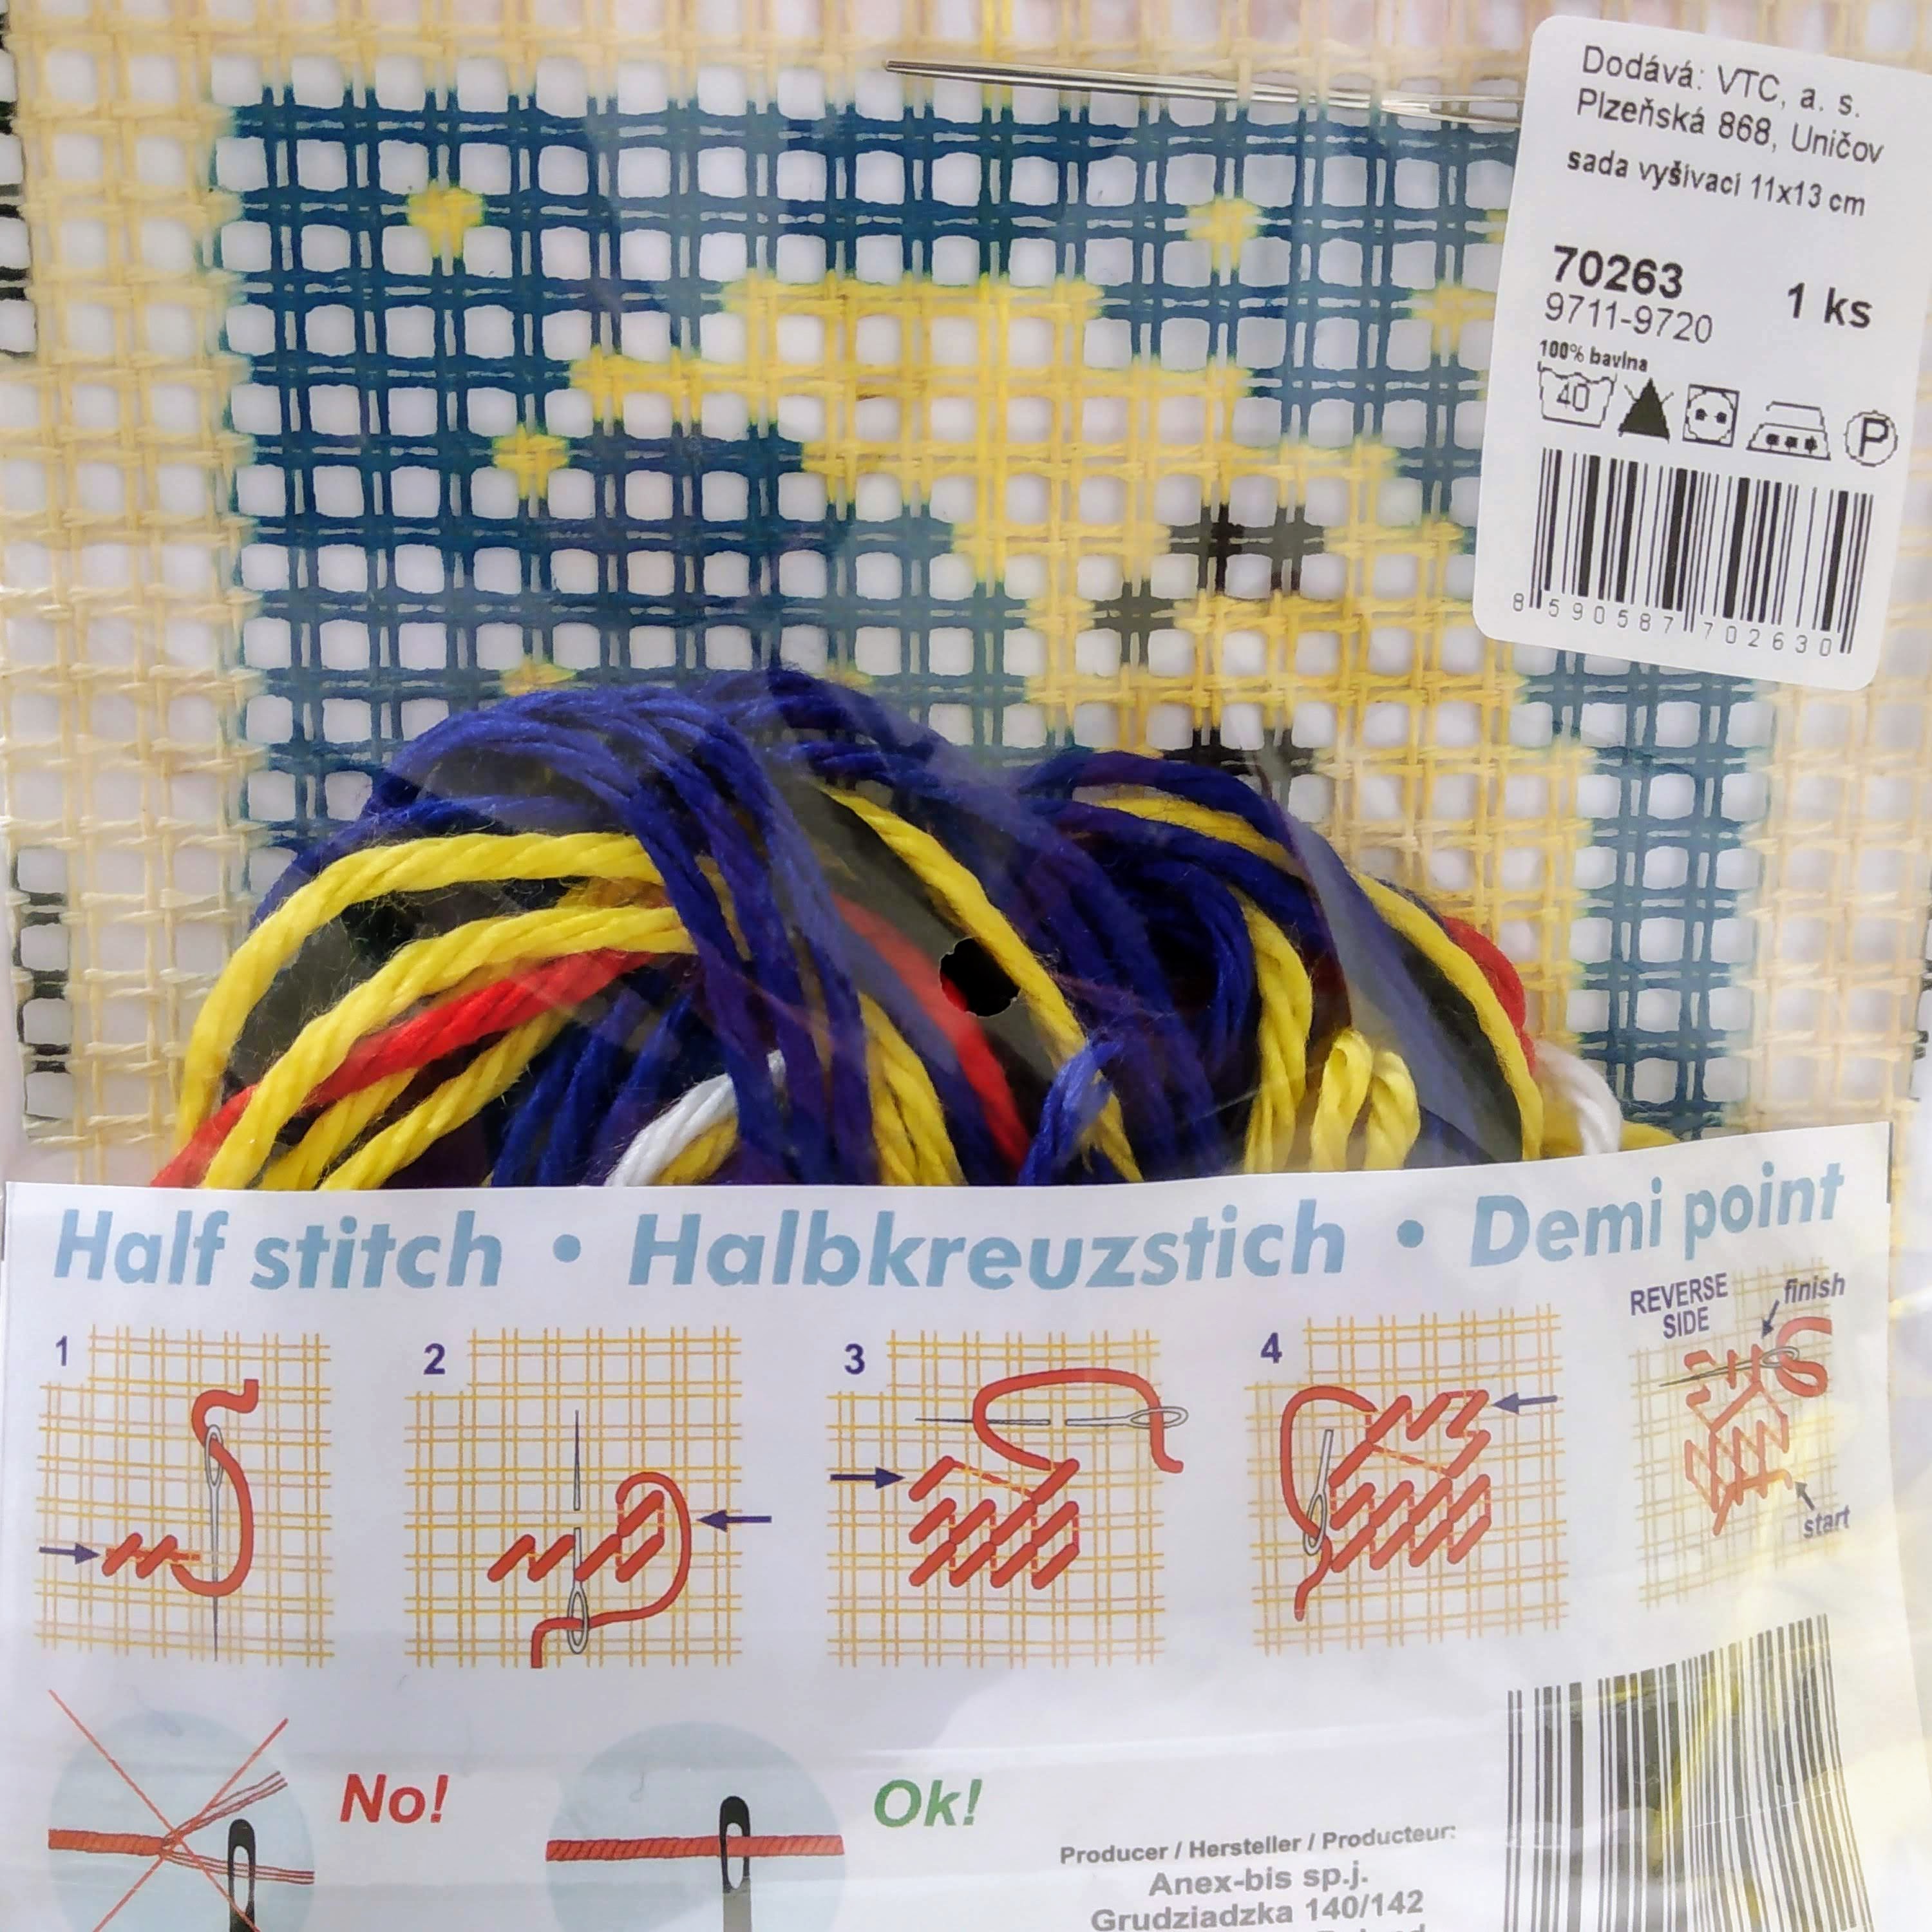 Dodává: VTC, a. s.
Plzeňská 868, Uničov
sada vyšívací 11x13 cm
70263 1 ks
9711-9720
100% bavlna
40
P
8 590587 702630
Half stitch • Halbkreuzstich • Demi point
1
2
3
4
REVERSE
SIDE
finish
start
No!
Ok!
Producer / Hersteller / Producteur:
Anex-bis sp.j.
Grudziadzka 140/142